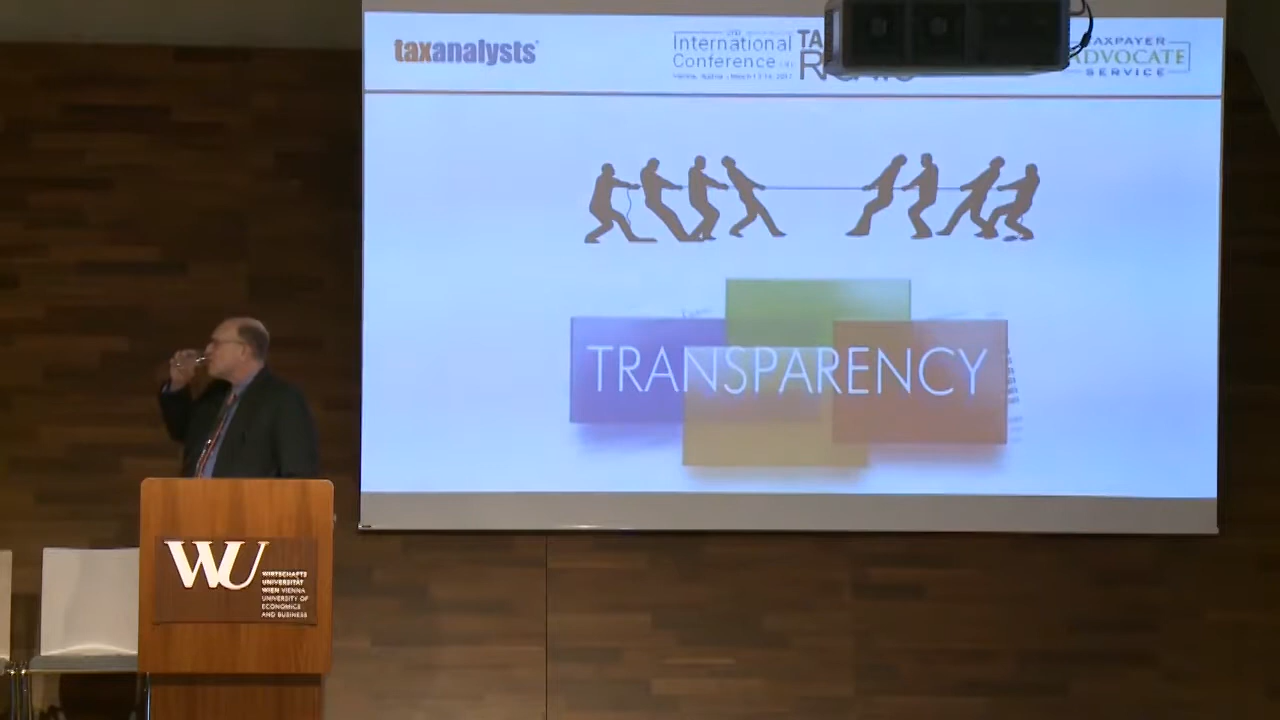 taxanalysts
International
Conference
TA
TAXPAYER
ADVOCATE
SERVICE
TRANSPARENCY
WU
WIRTSCHAFTS
UNIVERSITÄT
WIEN VIENNA
UNIVERSITY OF
ECONOMICS
AND BUSINESS